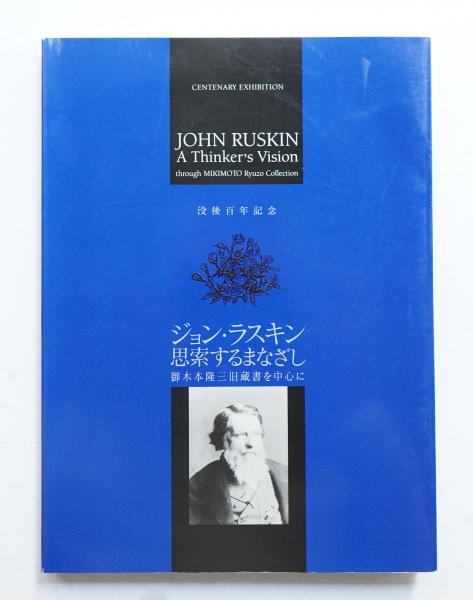 CENTENARY EXHIBITION
JOHN RUSKIN
A Thinker's Vision
through MIKIMOTO Ryuzo Collection
没後百年記念
ジョン・ラスキン
思索するまなざし
御木本隆三旧蔵書を中心に